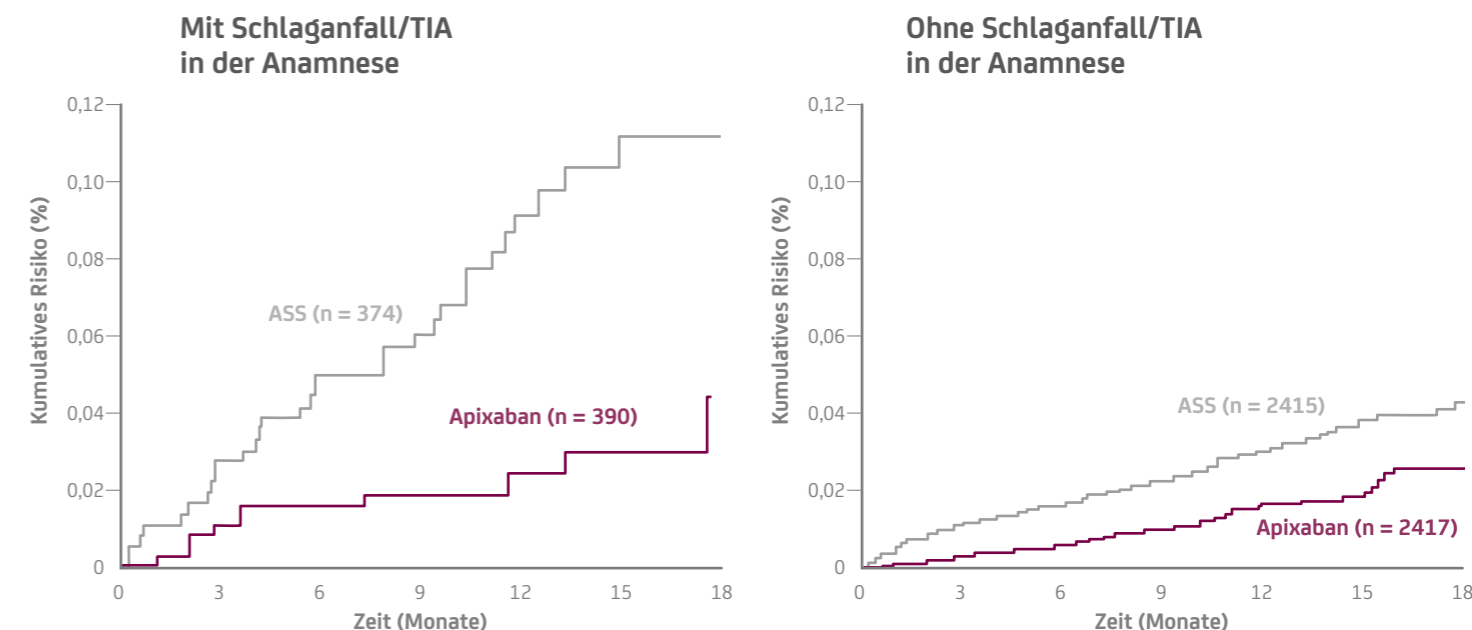 Mit Schlaganfall/TIA
in der Anamnese
Kumulatives Risiko (%)
0,12
0,10
0,08
0,06
0,04
0,02
0
ASS (n = 374)
Apixaban (n = 390)
0 3 6 9 12 15 18
Zeit (Monate)
Ohne Schlaganfall/TIA
in der Anamnese
Kumulatives Risiko (%)
0,12
0,10
0,08
0,06
0,04
0,02
0
ASS (n = 2415)
Apixaban (n = 2417)
0 3 6 9 12 15 18
Zeit (Monate)